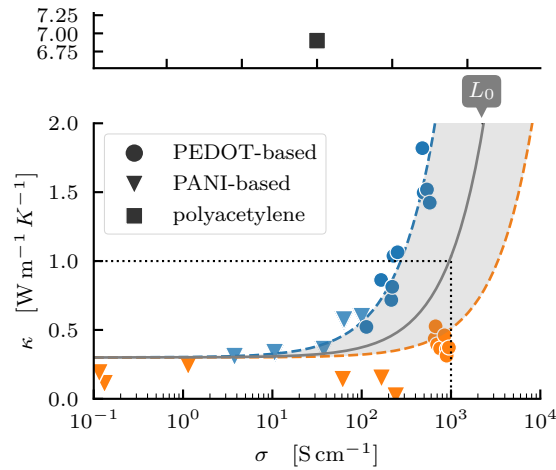 7.25
7.00
6.75
L₀
2.0
1.5
1.0
0.5
0.0
κ [W m⁻¹ K⁻¹]
PEDOT-based
PANI-based
polyacetylene
10⁻¹ 10⁰ 10¹ 10² 10³ 10⁴
σ [S cm⁻¹]